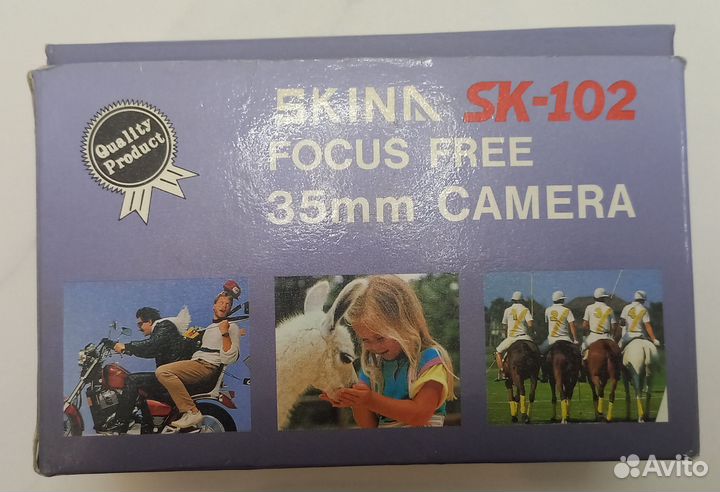 Quality
Product
SKINA SK-102
FOCUS FREE
35mm CAMERA
Avito